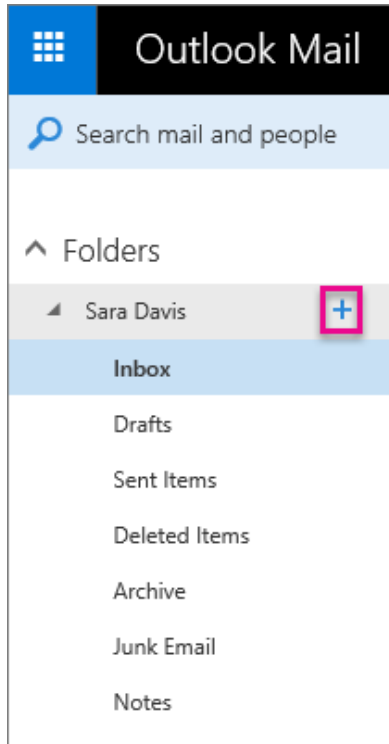 Outlook Mail
Search mail and people
Folders
Sara Davis
Inbox
Drafts
Sent Items
Deleted Items
Archive
Junk Email
Notes